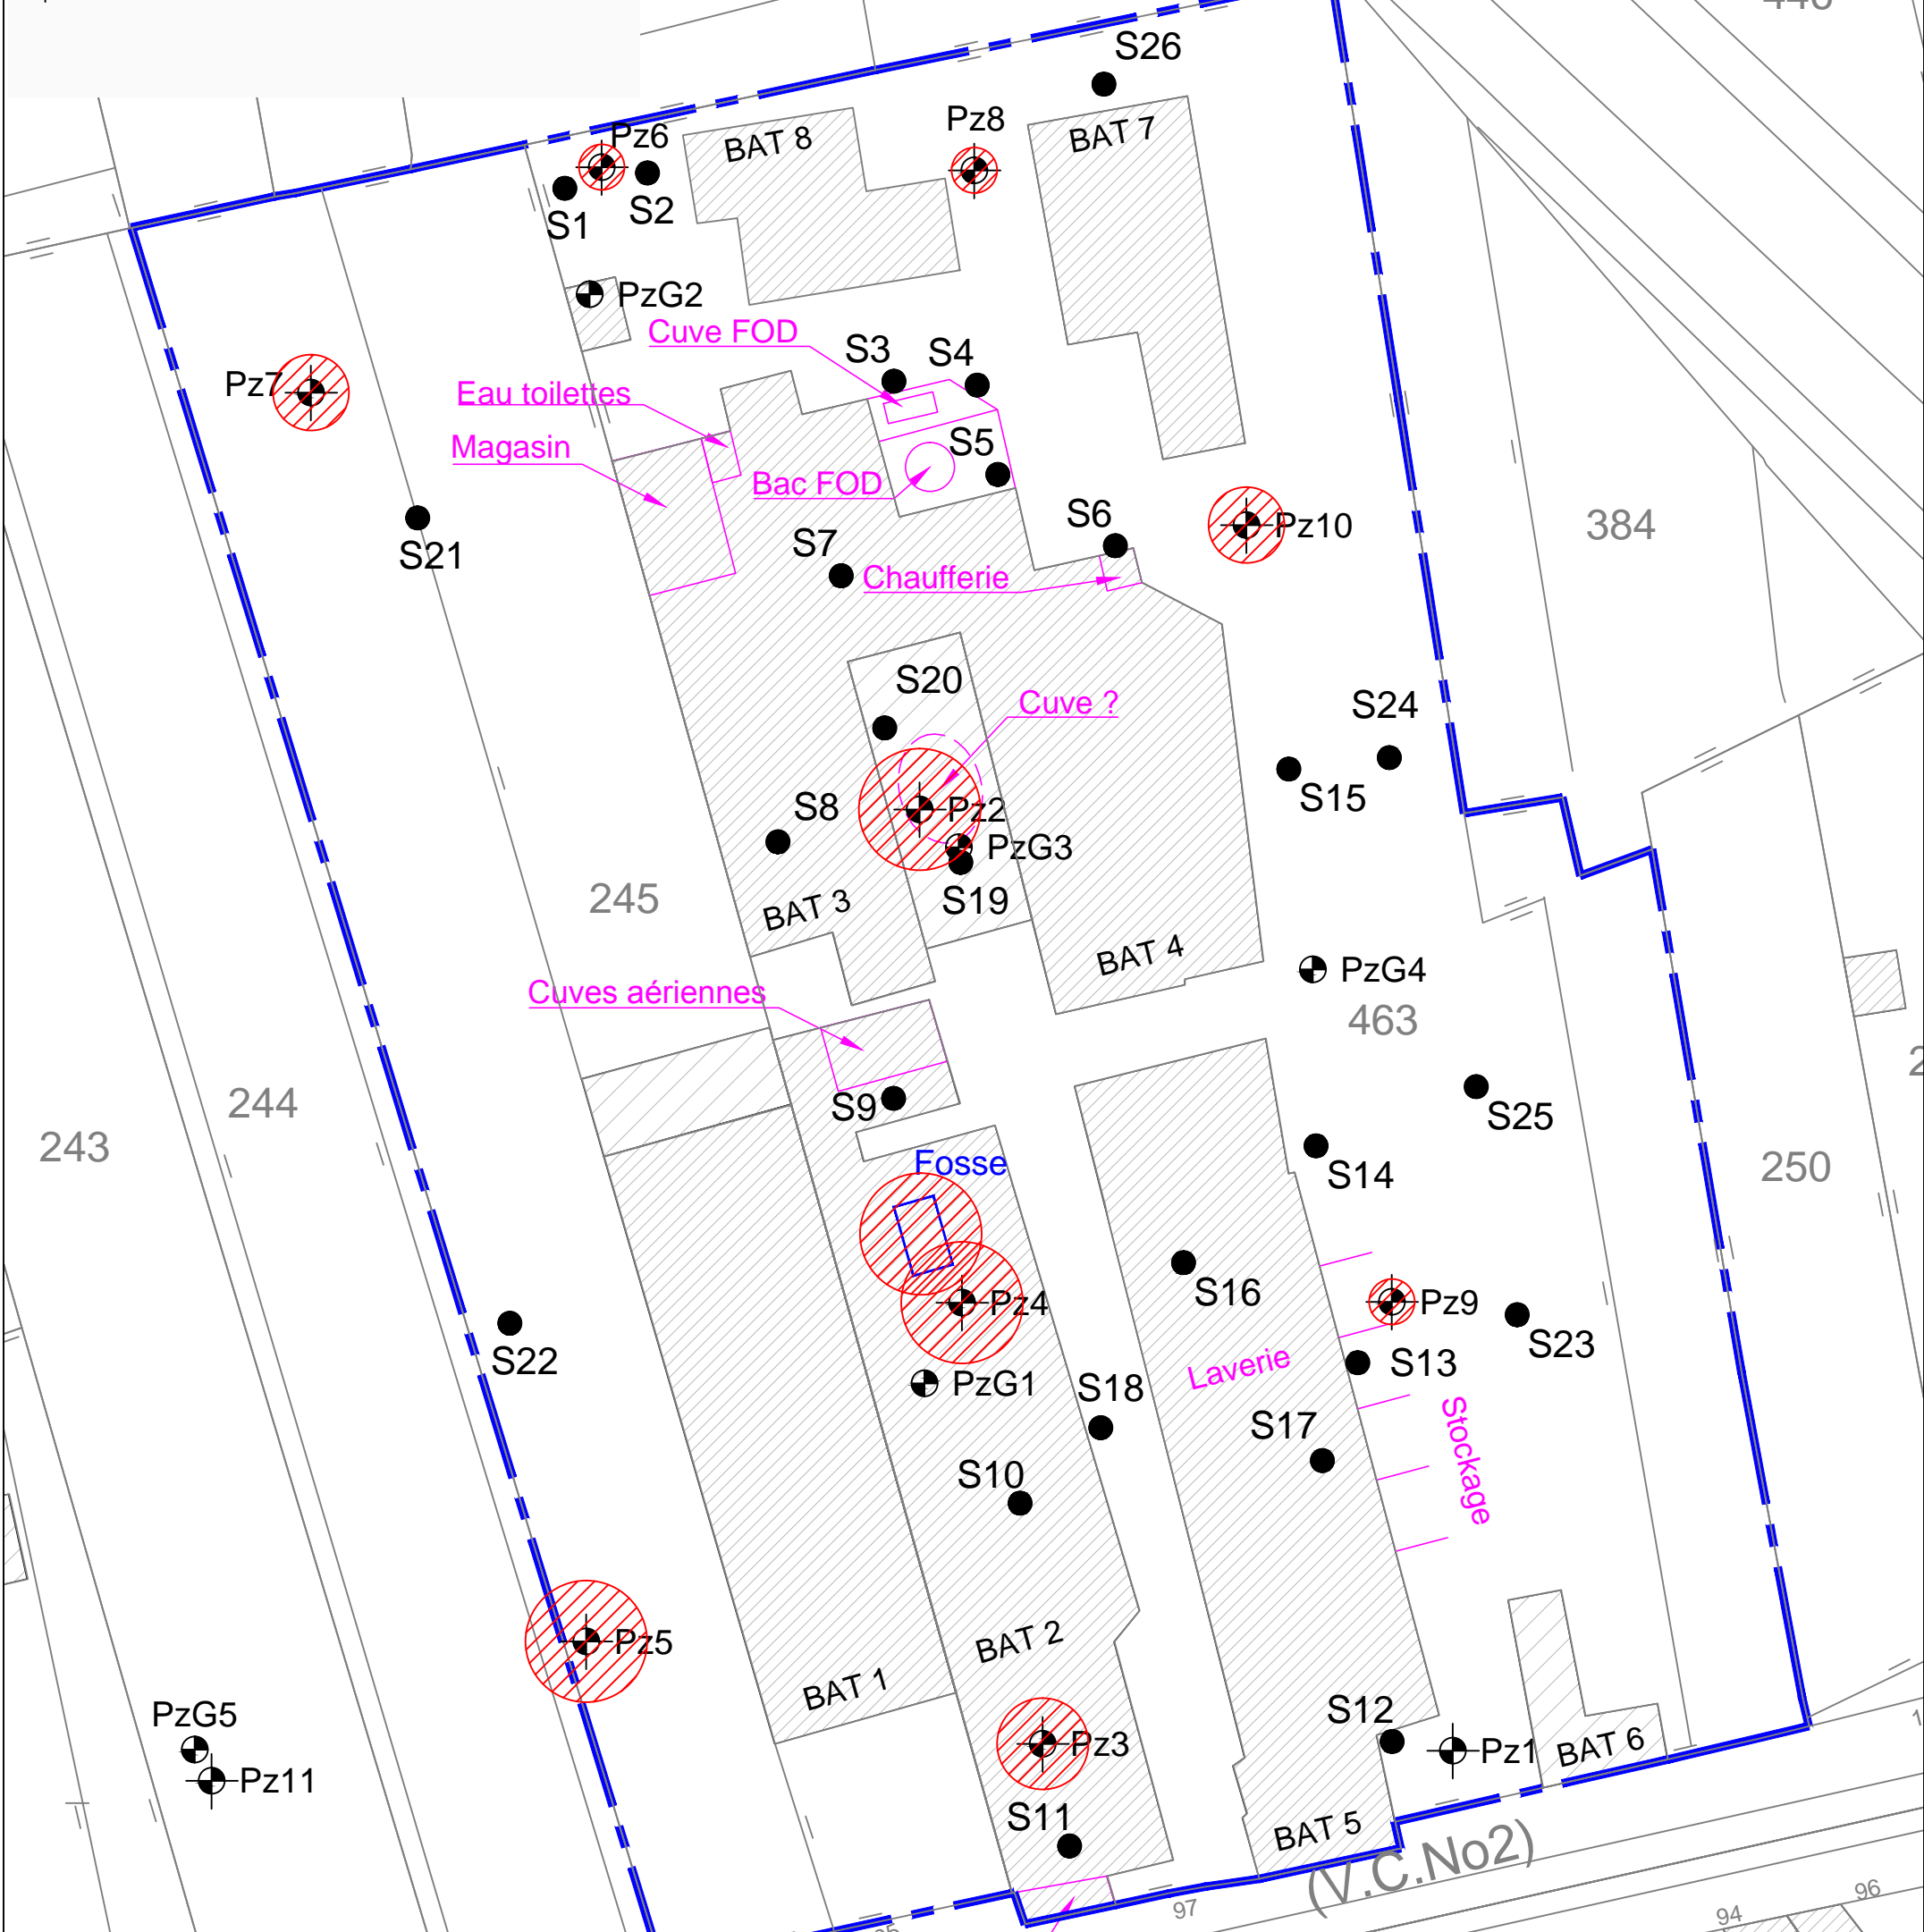 S26
Pz6
BAT 8
Pz8
BAT 7
S1
S2
PzG2
Cuve FOD
S3
S4
Pz7
Eau toilettes
Magasin
S5
Bac FOD
S6
Pz10
384
S21
S7
Chaufferie
S20
Cuve ?
S24
S15
S8
Pz2
PzG3
245
BAT 3
S19
BAT 4
PzG4
Cuves aériennes
463
244
S9
S25
243
Fosse
S14
250
S16
Pz4
Pz9
S22
Laverie
S13
S23
PzG1
S18
Stockage
S17
S10
Pz5
BAT 2
BAT 1
PzG5
Pz3
S12
Pz1
BAT 6
Pz11
S11
BAT 5
(V.C.No2)
97
94
96